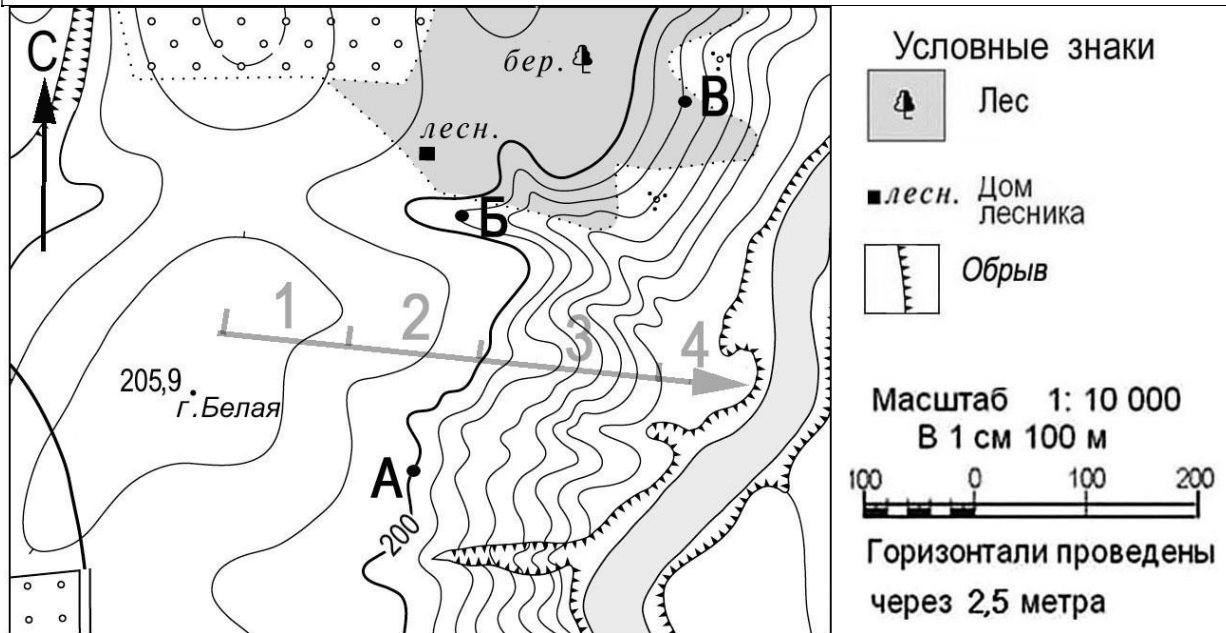 С
бер.
В
лесн.
Б
1
2
3
4
205,9
г.Белая
А
200
Условные знаки
Лес
лесн. Дом
лесника
Обрыв
Масштаб 1: 10 000
В 1 см 100 м
100 0 100 200
Горизонтали проведены
через 2,5 метра